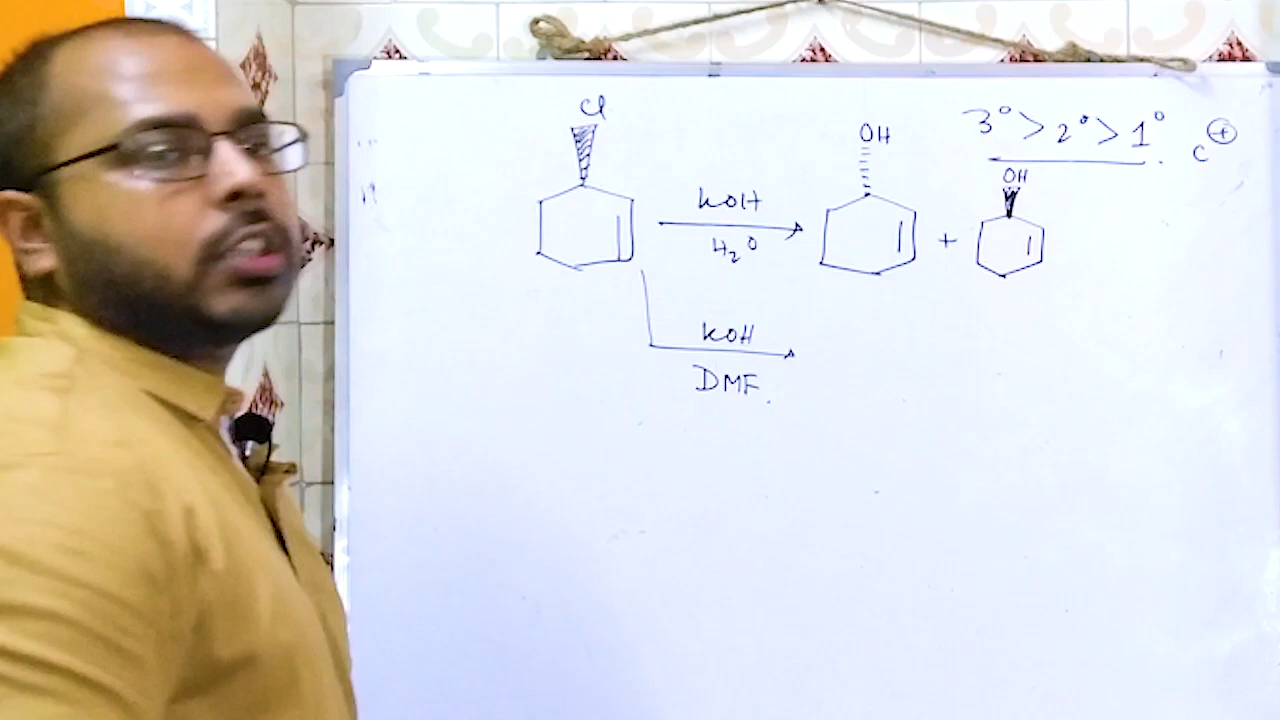 Cl
KOH
H2O
OH
+
OH
3° > 2° > 1° C⊕
KOH
DMF.